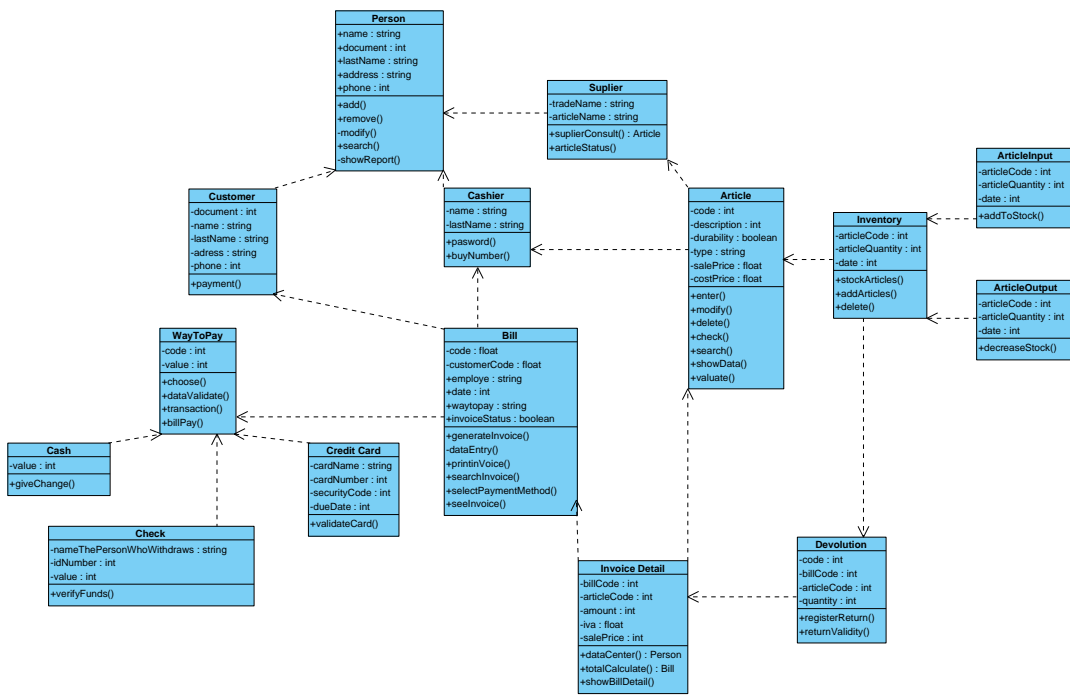 Person
+name : string
+document : int
+lastName : string
+address : string
+phone : int
+add()
+remove()
-modify()
+search()
-showReport()
Suplier
-tradeName : string
-articleName : string
+suplierConsult() : Article
+articleStatus()
Customer
-document : int
-name : string
-lastName : string
-adress : string
-phone : int
+payment()
Cashier
-name : string
-lastName : string
+pasword()
+buyNumber()
Article
-code : int
-description : int
-durability : boolean
-type : string
-salePrice : float
-costPrice : float
+enter()
+modify()
+delete()
+check()
+search()
+showData()
+valuate()
Inventory
-articleCode : int
-articleQuantity : int
-date : int
+stockArticles()
+addArticles()
+delete()
ArticleInput
-articleCode : int
-articleQuantity : int
-date : int
+addToStock()
ArticleOutput
-articleCode : int
-articleQuantity : int
-date : int
+decreaseStock()
WayToPay
-code : int
-value : int
+choose()
+dataValidate()
+transaction()
+billPay()
Bill
-code : float
-customerCode : float
+employe : string
+date : int
+waytopay : string
+invoiceStatus : boolean
+generateInvoice()
-dataEntry()
+printinVoice()
+searchInvoice()
+selectPaymentMethod()
+seeInvoice()
Cash
-value : int
+giveChange()
Credit Card
-cardName : string
-cardNumber : int
-securityCode : int
-dueDate : int
+validateCard()
Check
-nameThePersonWhoWithdraws : string
-idNumber : int
-value : int
+verifyFunds()
Invoice Detail
-billCode : int
-articleCode : int
-amount : int
-iva : float
-salePrice : int
+dataCenter() : Person
+totalCalculate() : Bill
+showBillDetail()
Devolution
-code : int
-billCode : int
-articleCode : int
-quantity : int
+registerReturn()
+returnValidity()